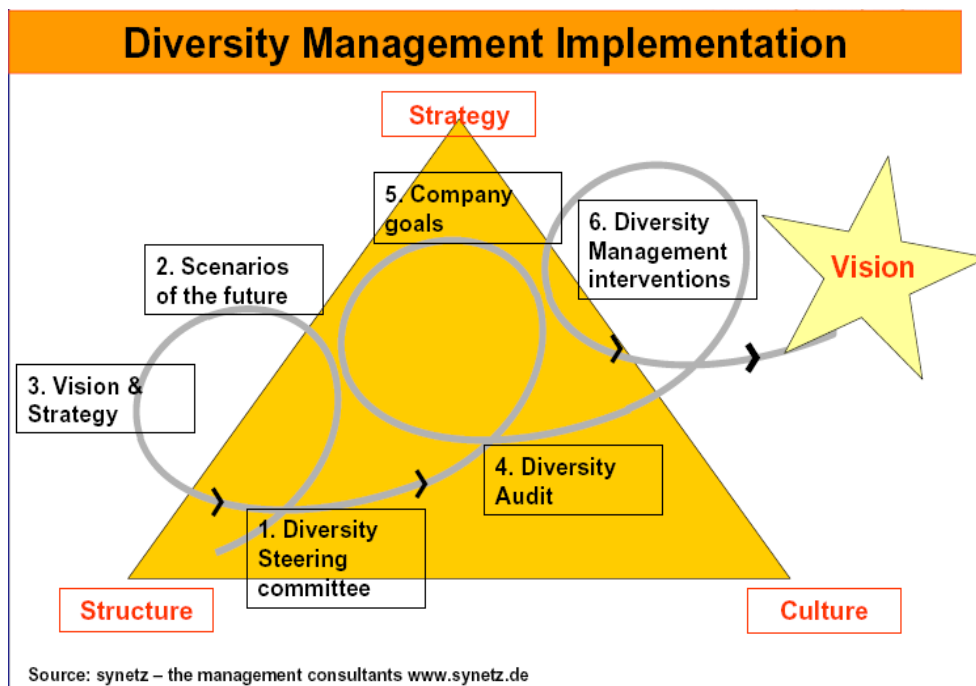 Diversity Management Implementation
Strategy
5. Company
goals
6. Diversity
Management
interventions
Vision
2. Scenarios
of the future
3. Vision &
Strategy
4. Diversity
Audit
1. Diversity
Steering
committee
Structure
Culture
Source: synetz – the management consultants www.synetz.de